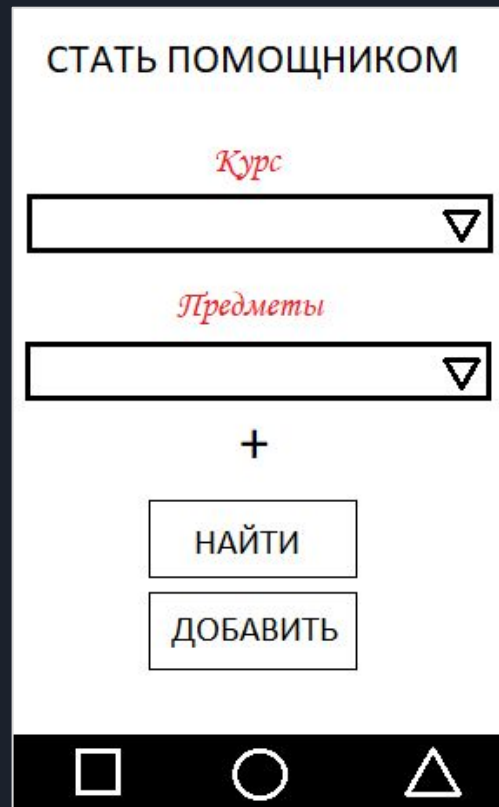 СТАТЬ ПОМОЩНИКОМ
Курс
Предметы
+
НАЙТИ
ДОБАВИТЬ